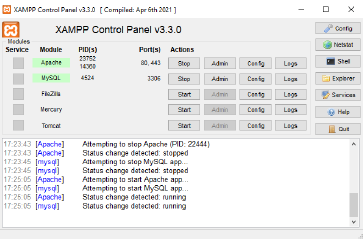 XAMPP Control Panel v3.3.0 [ Compiled: Apr 6th 2021 ]
XAMPP Control Panel v3.3.0
Config
Modules
Service Module PID(s) Port(s) Actions
Netstat
Apache 23752 14360 80, 443 Stop Admin Config Logs
Shell
MySQL 4524 3306 Stop Admin Config Logs
Explorer
FileZilla Start Admin Config Logs
Services
Mercury Start Admin Config Logs
Help
Tomcat Start Admin Config Logs
Quit
17:23:43 [Apache] Attempting to stop Apache (PID: 22444)
17:23:43 [Apache] Status change detected: stopped
17:23:45 [mysql] Attempting to stop MySQL app...
17:23:45 [mysql] Status change detected: stopped
17:25:05 [Apache] Attempting to start Apache app...
17:25:05 [mysql] Attempting to start MySQL app...
17:25:05 [Apache] Status change detected: running
17:25:05 [mysql] Status change detected: running